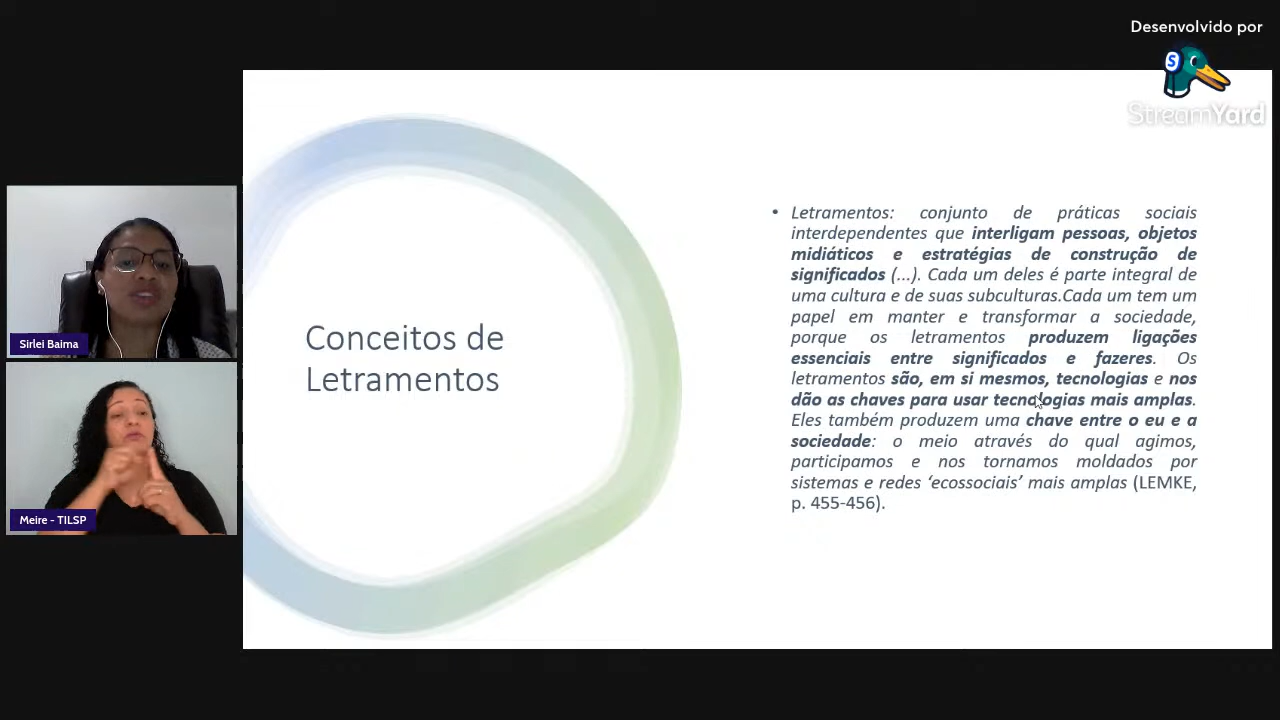 Desenvolvido por
StreamYard
Sirlei Baima
Meire - TILSP
Conceitos de
Letramentos
• Letramentos: conjunto de práticas sociais
interdependentes que interligam pessoas, objetos
midiáticos e estratégias de construção de
significados (...). Cada um deles é parte integral de
uma cultura e de suas subculturas.Cada um tem um
papel em manter e transformar a sociedade,
porque os letramentos produzem ligações
essenciais entre significados e fazeres. Os
letramentos são, em si mesmos, tecnologias e nos
dão as chaves para usar tecnologias mais amplas.
Eles também produzem uma chave entre o eu e a
sociedade: o meio através do qual agimos,
participamos e nos tornamos moldados por
sistemas e redes ‘ecossociais’ mais amplas (LEMKE,
p. 455-456).